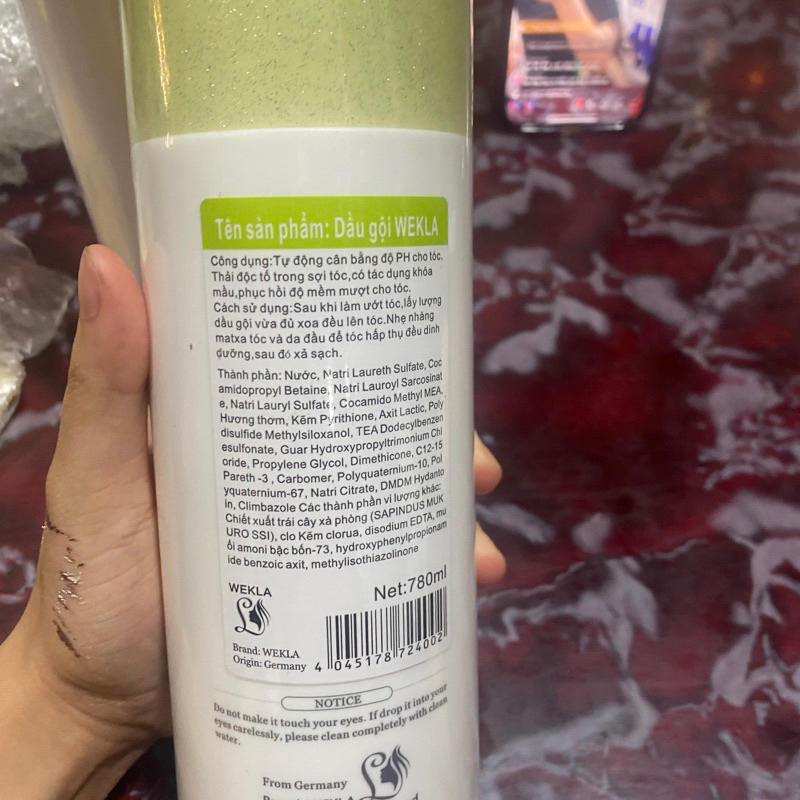 Tên sản phẩm: Dầu gội WEKLA
Công dụng:Tự động cân bằng độ PH cho tóc.
Thải độc tố trong sợi tóc,có tác dụng khóa
mầu,phục hồi độ mềm mượt cho tóc.
Cách sử dụng:Sau khi làm ướt tóc,lấy lượng
dầu gội vừa đủ xoa đều lên tóc.Nhẹ nhàng
matxa tóc và da đầu để tóc hấp thụ đều dinh
dưỡng,sau đó xả sạch.
Thành phần: Nước, Natri Laureth Sulfate, Coc
amidopropyl Betaine, Natri Lauroyl Sarcosinat
e, Natri Lauryl Sulfate, Cocamido Methyl MEA,
Hương thơm, Kẽm Pyrithione, Axit Lactic, Poly
disulfide Methylsiloxanol, TEA Dodecylbenzen
esulfonate, Guar Hydroxypropyltrimonium Chl
oride, Propylene Glycol, Dimethicone, C12-15
Pareth -3 , Carbomer, Polyquaternium-10, Pol
yquaternium-67, Natri Citrate, DMDM Hydanto
in, Climbazole Các thành phần vi lượng khác:
Chiết xuất trái cây xà phòng (SAPINDUS MUK
URO SSI), clo Kẽm clorua, disodium EDTA, mu
ối amoni bậc bốn-73, hydroxyphenylpropionam
ide benzoic axit, methylisothiazolinone
WEKLA
Net:780ml
Brand: WEKLA
Origin: Germany
4 045178 724002
NOTICE
Do not make it touch your eyes. If drop it into your
eyes carelessly, please clean completely with clean
water.
From Germany